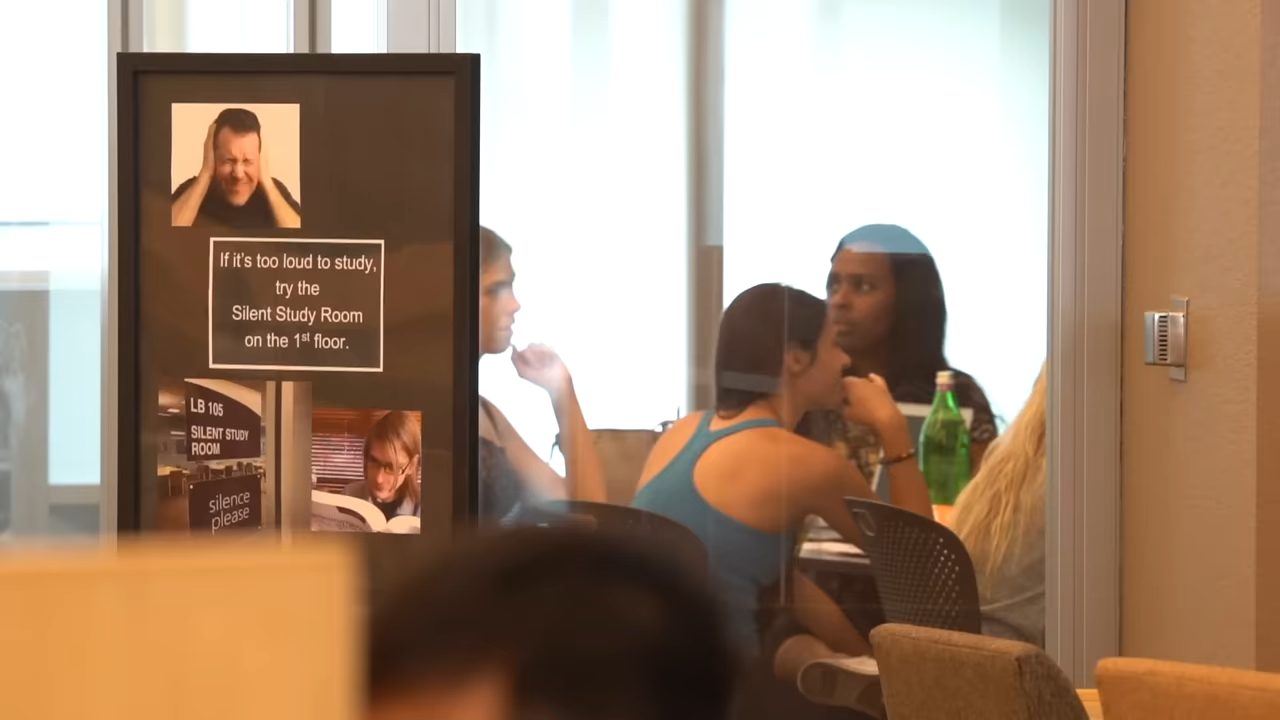 If it's too loud to study,
try the
Silent Study Room
on the 1st floor.
LB 105
SILENT STUDY
ROOM
silence
please